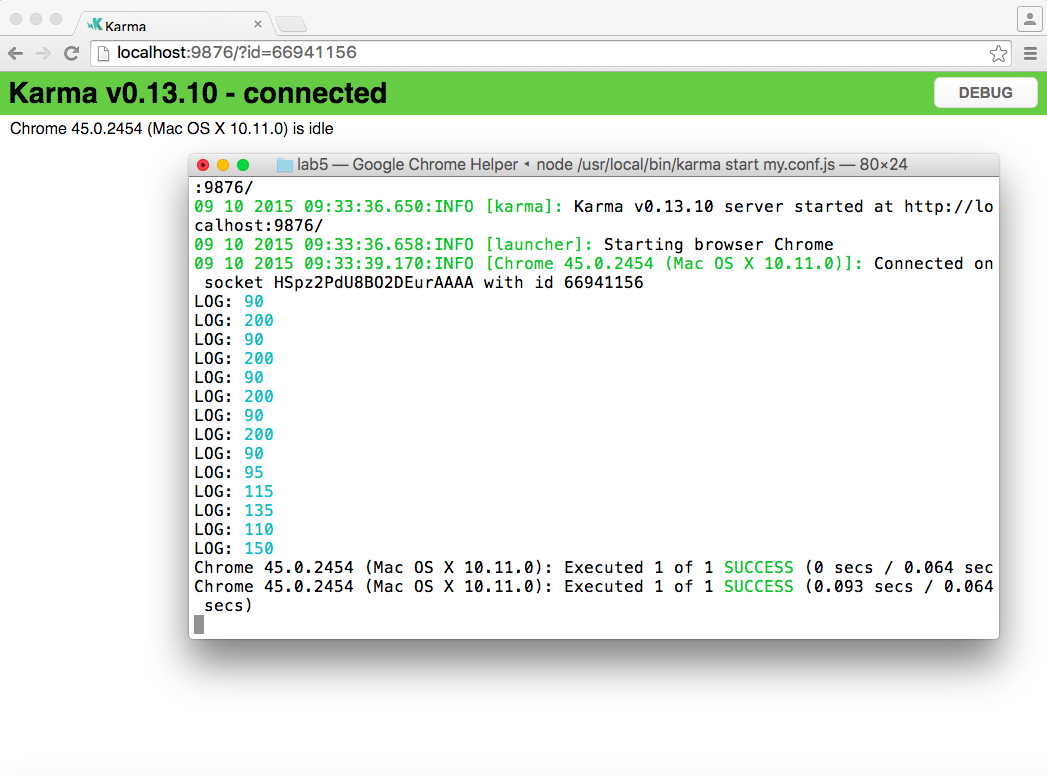 Karma
localhost:9876/?id=66941156
Karma v0.13.10 - connected
DEBUG
Chrome 45.0.2454 (Mac OS X 10.11.0) is idle
lab5 — Google Chrome Helper ◂ node /usr/local/bin/karma start my.conf.js — 80×24
:9876/
09 10 2015 09:33:36.650:INFO [karma]: Karma v0.13.10 server started at http://lo
calhost:9876/
09 10 2015 09:33:36.658:INFO [launcher]: Starting browser Chrome
09 10 2015 09:33:39.170:INFO [Chrome 45.0.2454 (Mac OS X 10.11.0)]: Connected on
socket HSpz2PdU8BO2DEurAAAA with id 66941156
LOG: 90
LOG: 200
LOG: 90
LOG: 200
LOG: 90
LOG: 200
LOG: 90
LOG: 200
LOG: 90
LOG: 95
LOG: 115
LOG: 135
LOG: 110
LOG: 150
Chrome 45.0.2454 (Mac OS X 10.11.0): Executed 1 of 1 SUCCESS (0 secs / 0.064 sec
Chrome 45.0.2454 (Mac OS X 10.11.0): Executed 1 of 1 SUCCESS (0.093 secs / 0.064
secs)